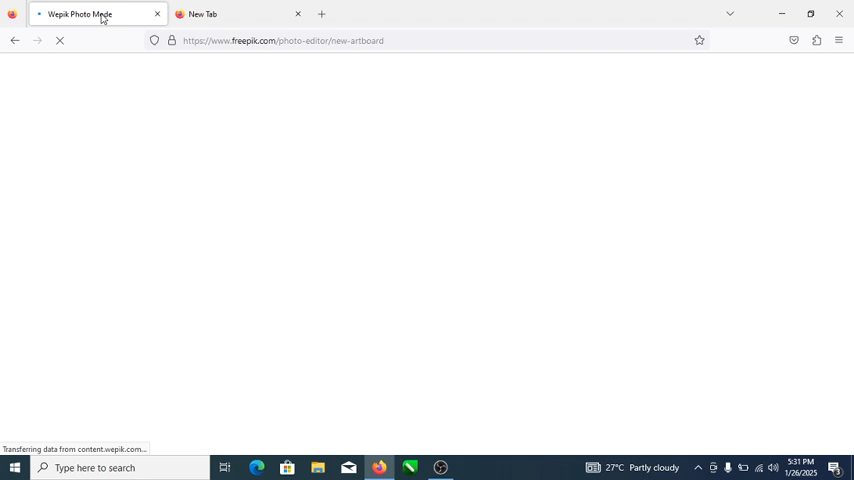 Wepik Photo Mode
New Tab
https://www.freepik.com/photo-editor/new-artboard
Transferring data from content.wepik.com...
Type here to search
27°C Partly cloudy
5:31 PM
1/26/2025
3